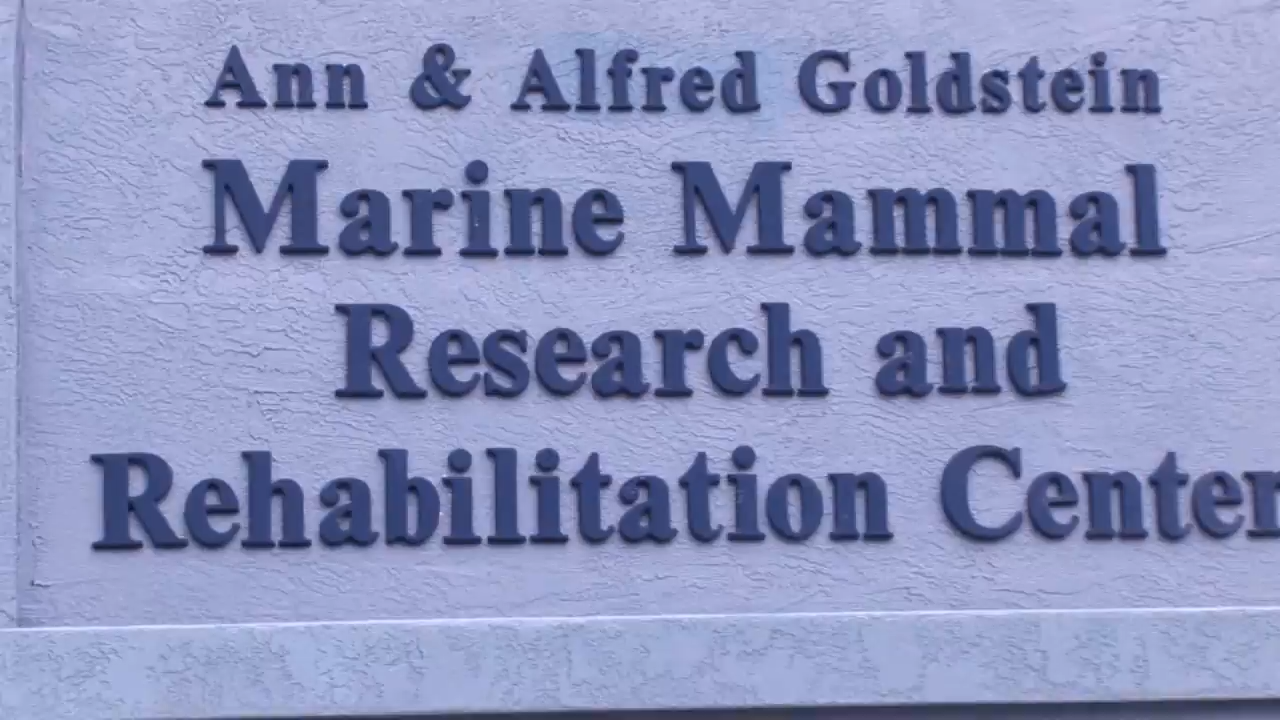 Ann & Alfred Goldstein
Marine Mammal
Research and
Rehabilitation Center